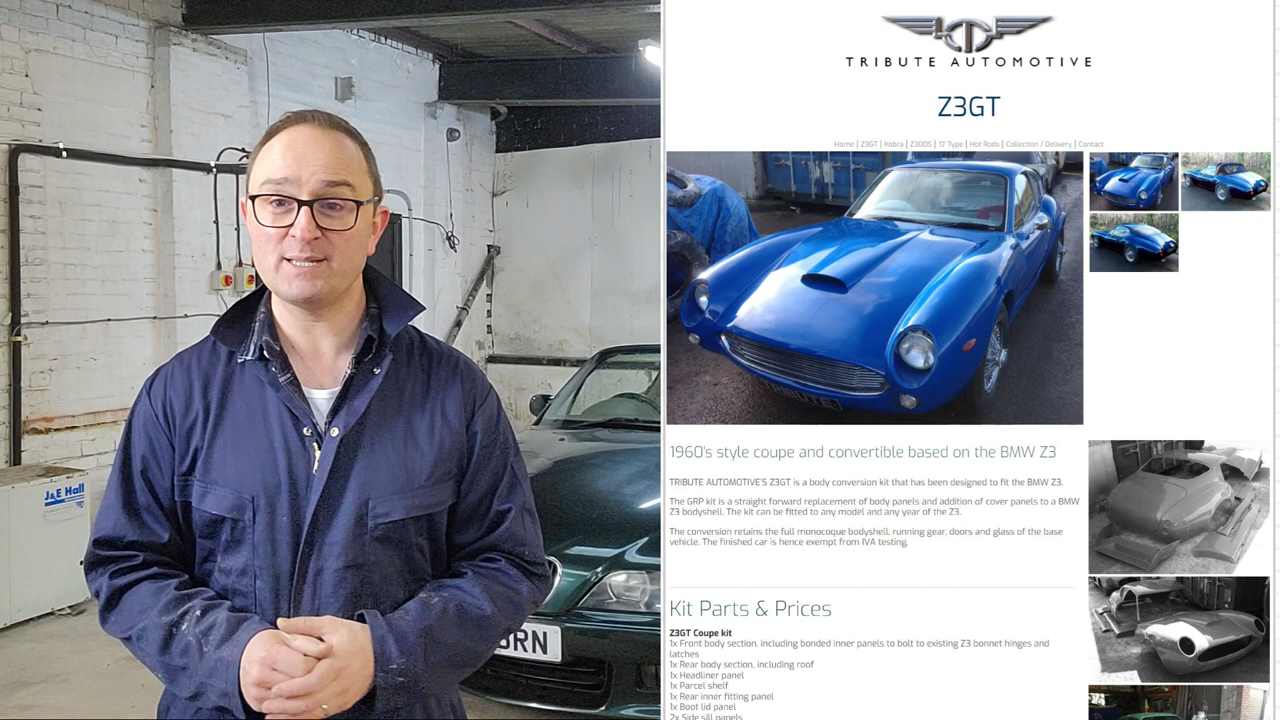 J&E Hall
RN
TRIBUTE AUTOMOTIVE
Z3GT
Home | Z3GT | Kobra | Z300S | 'D' Type | Hot Rods | Collection / Delivery | Contact
1960's style coupe and convertible based on the BMW Z3
TRIBUTE AUTOMOTIVE'S Z3GT is a body conversion kit that has been designed to fit the BMW Z3.
The GRP kit is a straight forward replacement of body panels and addition of cover panels to a BMW
Z3 bodyshell. The kit can be fitted to any model and any year of the Z3.
The conversion retains the full monocoque bodyshell, running gear, doors and glass of the base
vehicle. The finished car is hence exempt from IVA testing.
Kit Parts & Prices
Z3GT Coupe kit
1x Front body section, including bonded inner panels to bolt to existing Z3 bonnet hinges and
latches
1x Rear body section, including roof
1x Headliner panel
1x Parcel shelf
1x Rear inner fitting panel
1x Boot lid panel
2x Side sill panels